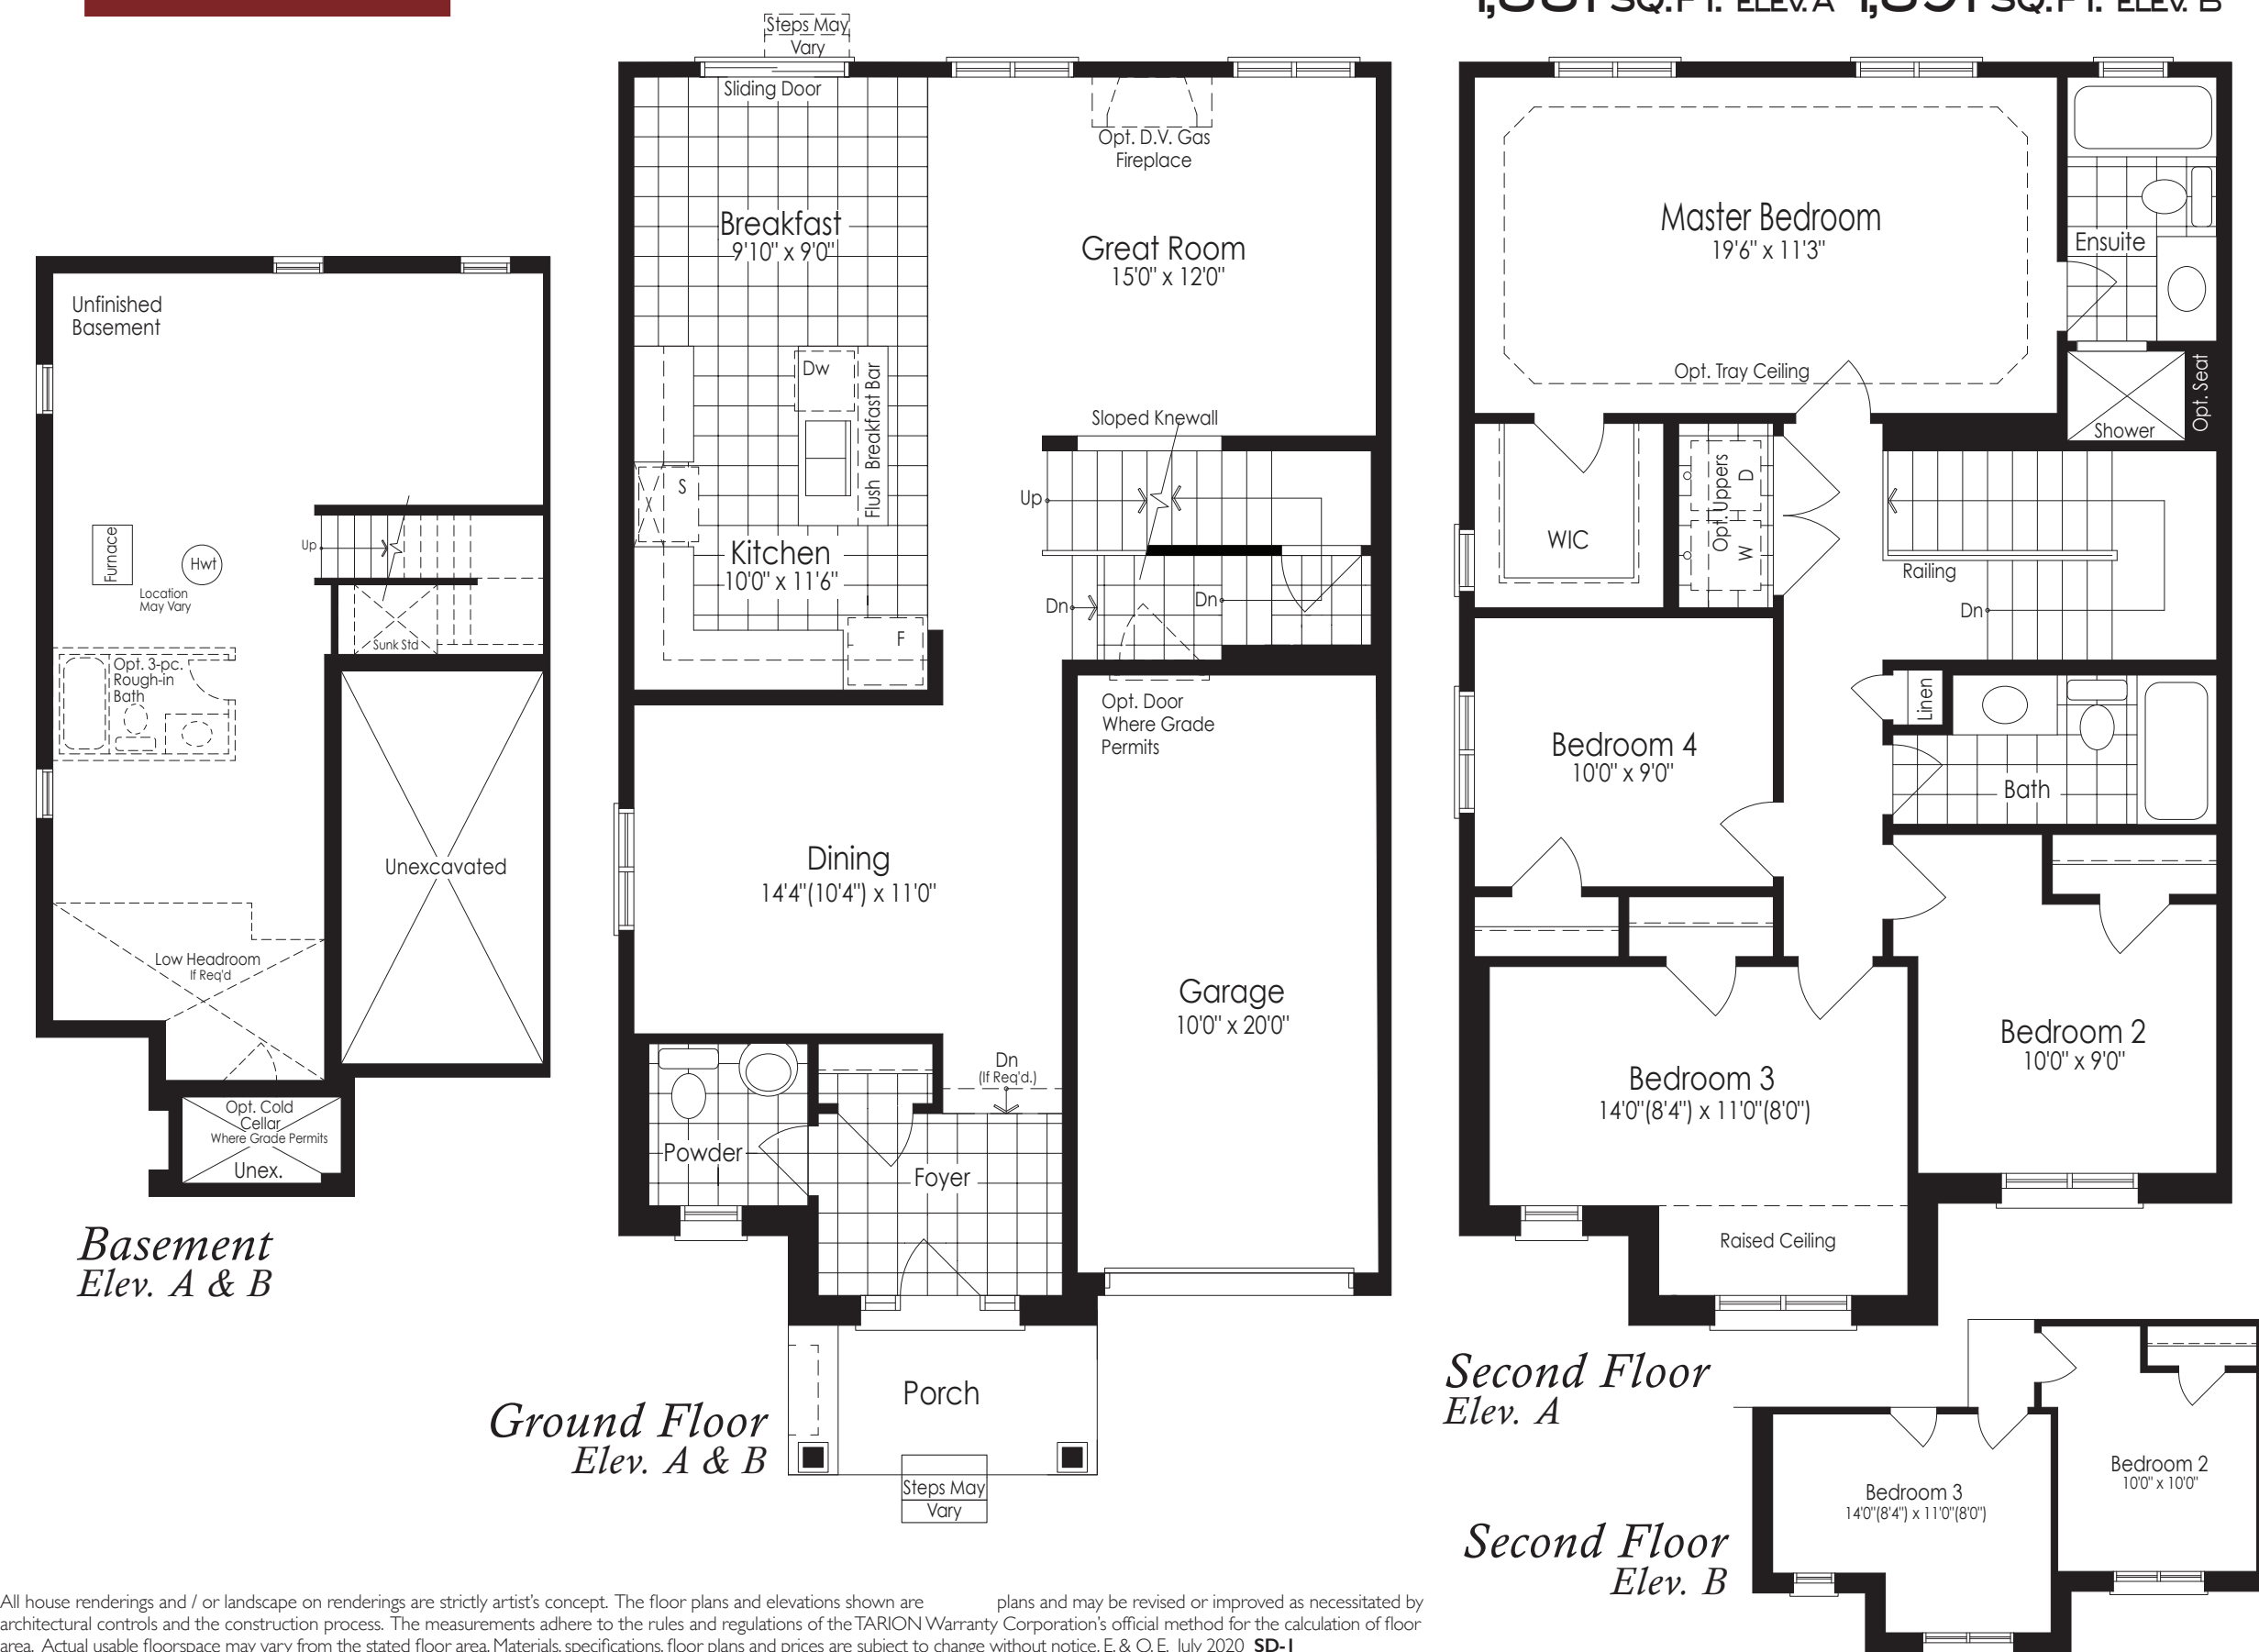 SQ.FT. ELEV. A
SQ.FT. ELEV. B
Unfinished
Basement
Furnace
Hwt
Location
May Vary
Up
Sunk Std
Opt. 3-pc.
Rough-in
Bath
Unexcavated
Low Headroom
If Req'd
Opt. Cold
Cellar
Where Grade Permits
Unex.
Basement
Elev. A & B
Steps May
Vary
Sliding Door
Opt. D.V. Gas
Fireplace
Breakfast
9'10" x 9'0"
Great Room
15'0" x 12'0"
Dw
Flush Breakfast Bar
S
Sloped Knewall
Up
Kitchen
10'0" x 11'6"
F
Dn
Dn
Opt. Door
Where Grade
Permits
Dining
14'4"(10'4") x 11'0"
Garage
10'0" x 20'0"
Dn
(If Req'd.)
Powder
Foyer
Porch
Steps May
Vary
Ground Floor
Elev. A & B
Master Bedroom
19'6" x 11'3"
Opt. Tray Ceiling
Ensuite
Shower
Opt. Seat
WIC
Opt. Uppers
W D
Railing
Dn
Linen
Bath
Bedroom 4
10'0" x 9'0"
Bedroom 2
10'0" x 9'0"
Bedroom 3
14'0"(8'4") x 11'0"(8'0")
Raised Ceiling
Second Floor
Elev. A
Bedroom 2
10'0" x 10'0"
Bedroom 3
14'0"(8'4") x 11'0"(8'0")
Second Floor
Elev. B
All house renderings and / or landscape on renderings are strictly artist's concept. The floor plans and elevations shown are plans and may be revised or improved as necessitated by
architectural controls and the construction process. The measurements adhere to the rules and regulations of the TARION Warranty Corporation's official method for the calculation of floor
area. Actual usable floorspace may vary from the stated floor area. Materials, specifications, floor plans and prices are subject to change without notice. E. & O. E. July 2020 SD-1